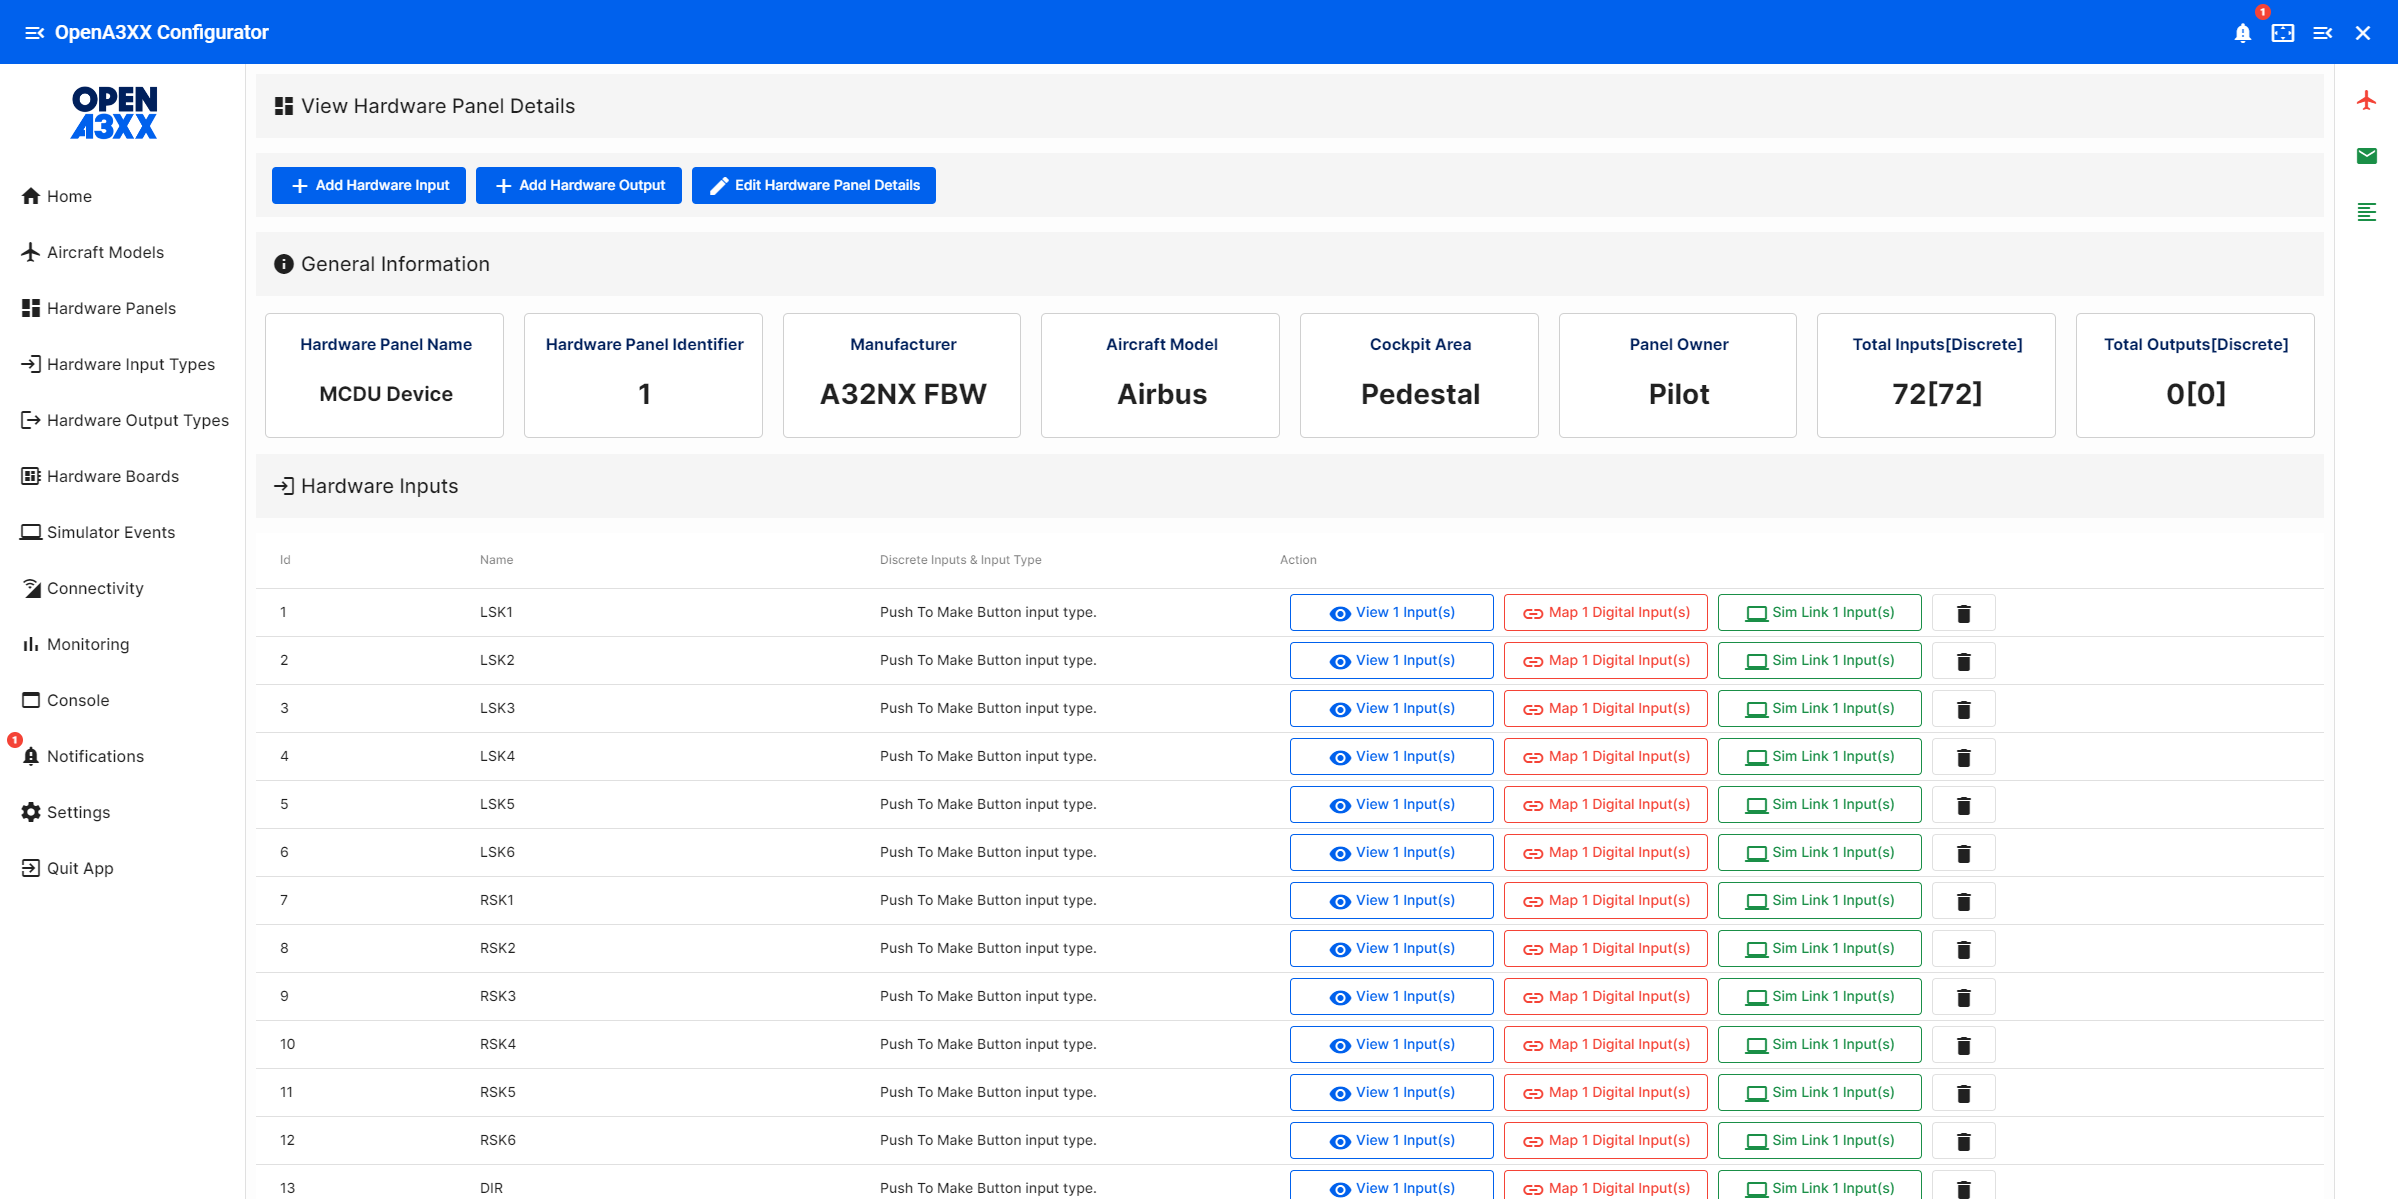 OpenA3XX Configurator
1
OPEN
A3XX
Home
Aircraft Models
Hardware Panels
Hardware Input Types
Hardware Output Types
Hardware Boards
Simulator Events
Connectivity
Monitoring
Console
1
Notifications
Settings
Quit App
View Hardware Panel Details
Add Hardware Input Add Hardware Output Edit Hardware Panel Details
General Information
Hardware Panel Name Hardware Panel Identifier Manufacturer Aircraft Model Cockpit Area Panel Owner Total Inputs[Discrete] Total Outputs[Discrete]
MCDU Device 1 A32NX FBW Airbus Pedestal Pilot 72[72] 0[0]
Hardware Inputs
Id Name Discrete Inputs & Input Type Action
1 LSK1 Push To Make Button input type. View 1 Input(s) Map 1 Digital Input(s) Sim Link 1 Input(s)
2 LSK2 Push To Make Button input type. View 1 Input(s) Map 1 Digital Input(s) Sim Link 1 Input(s)
3 LSK3 Push To Make Button input type. View 1 Input(s) Map 1 Digital Input(s) Sim Link 1 Input(s)
4 LSK4 Push To Make Button input type. View 1 Input(s) Map 1 Digital Input(s) Sim Link 1 Input(s)
5 LSK5 Push To Make Button input type. View 1 Input(s) Map 1 Digital Input(s) Sim Link 1 Input(s)
6 LSK6 Push To Make Button input type. View 1 Input(s) Map 1 Digital Input(s) Sim Link 1 Input(s)
7 RSK1 Push To Make Button input type. View 1 Input(s) Map 1 Digital Input(s) Sim Link 1 Input(s)
8 RSK2 Push To Make Button input type. View 1 Input(s) Map 1 Digital Input(s) Sim Link 1 Input(s)
9 RSK3 Push To Make Button input type. View 1 Input(s) Map 1 Digital Input(s) Sim Link 1 Input(s)
10 RSK4 Push To Make Button input type. View 1 Input(s) Map 1 Digital Input(s) Sim Link 1 Input(s)
11 RSK5 Push To Make Button input type. View 1 Input(s) Map 1 Digital Input(s) Sim Link 1 Input(s)
12 RSK6 Push To Make Button input type. View 1 Input(s) Map 1 Digital Input(s) Sim Link 1 Input(s)
13 DIR Push To Make Button input type. View 1 Input(s) Map 1 Digital Input(s) Sim Link 1 Input(s)